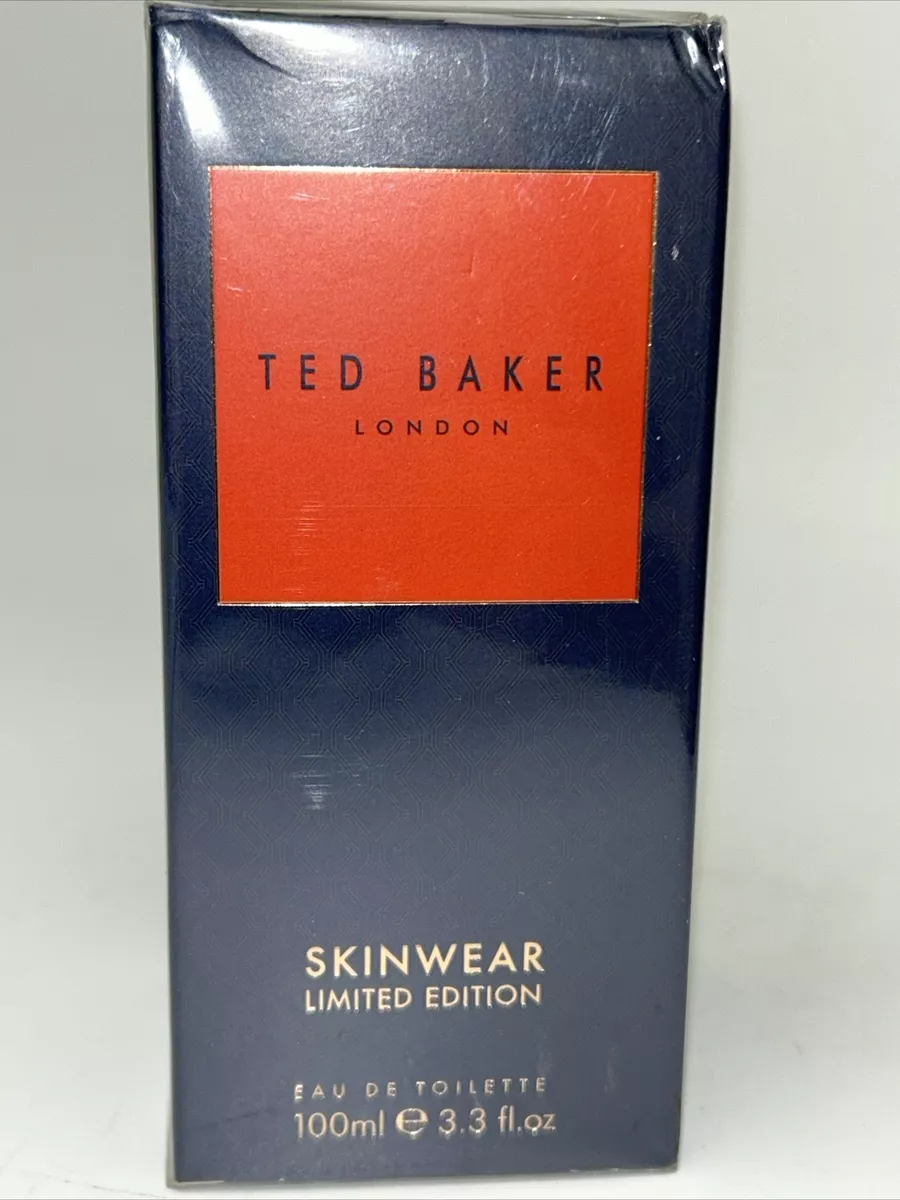 TED BAKER
LONDON
SKINWEAR
LIMITED EDITION
EAU DE TOILETTE
100ml ℮ 3.3 fl.oz